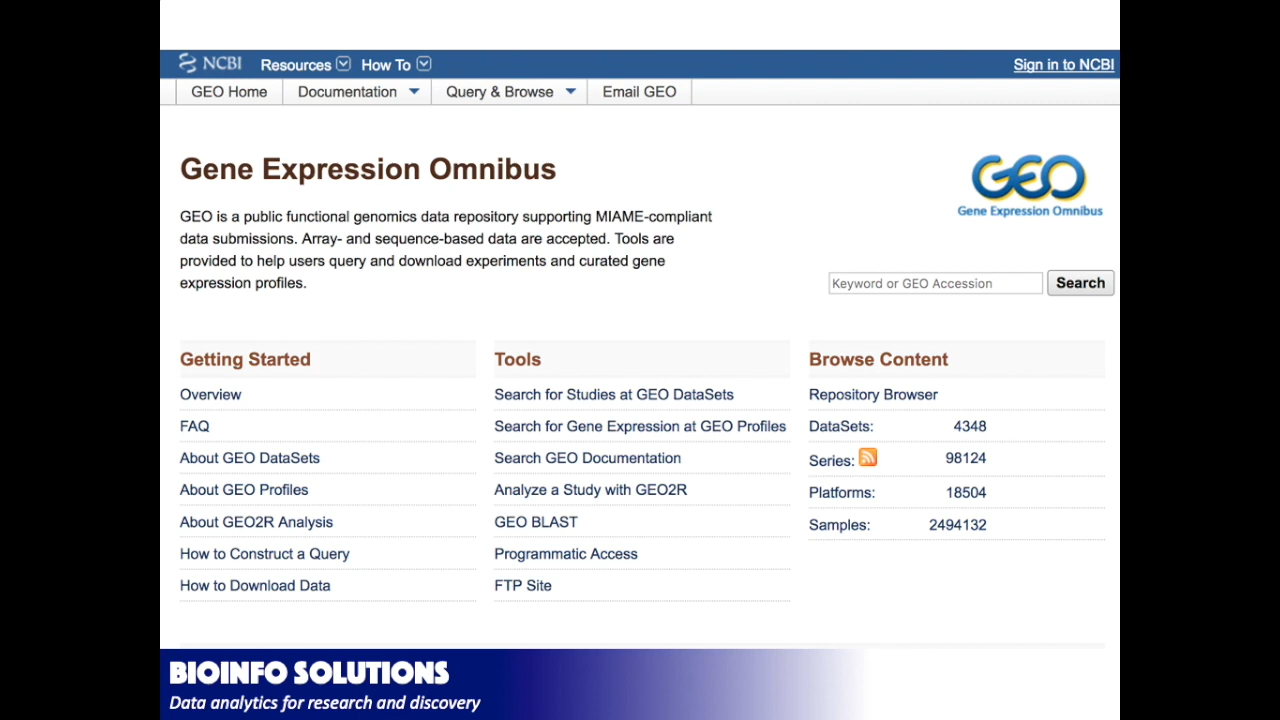 NCBI Resources How To Sign in to NCBI
GEO Home Documentation Query & Browse Email GEO
Gene Expression Omnibus
GEO is a public functional genomics data repository supporting MIAME-compliant
data submissions. Array- and sequence-based data are accepted. Tools are
provided to help users query and download experiments and curated gene
expression profiles.
GEO
Gene Expression Omnibus
Keyword or GEO Accession Search
Getting Started
Overview
FAQ
About GEO DataSets
About GEO Profiles
About GEO2R Analysis
How to Construct a Query
How to Download Data
Tools
Search for Studies at GEO DataSets
Search for Gene Expression at GEO Profiles
Search GEO Documentation
Analyze a Study with GEO2R
GEO BLAST
Programmatic Access
FTP Site
Browse Content
Repository Browser
DataSets: 4348
Series: 98124
Platforms: 18504
Samples: 2494132
BIOINFO SOLUTIONS
Data analytics for research and discovery